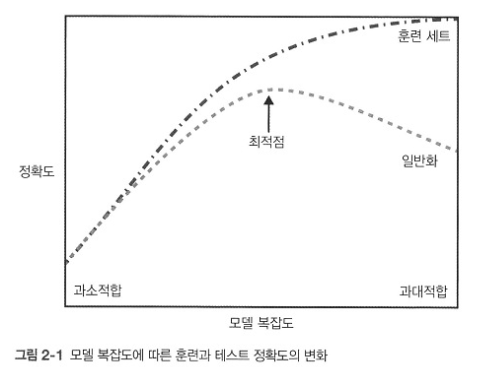 훈련 세트
최적점
일반화
정확도
과소적합
과대적합
모델 복잡도
그림 2-1 모델 복잡도에 따른 훈련과 테스트 정확도의 변화